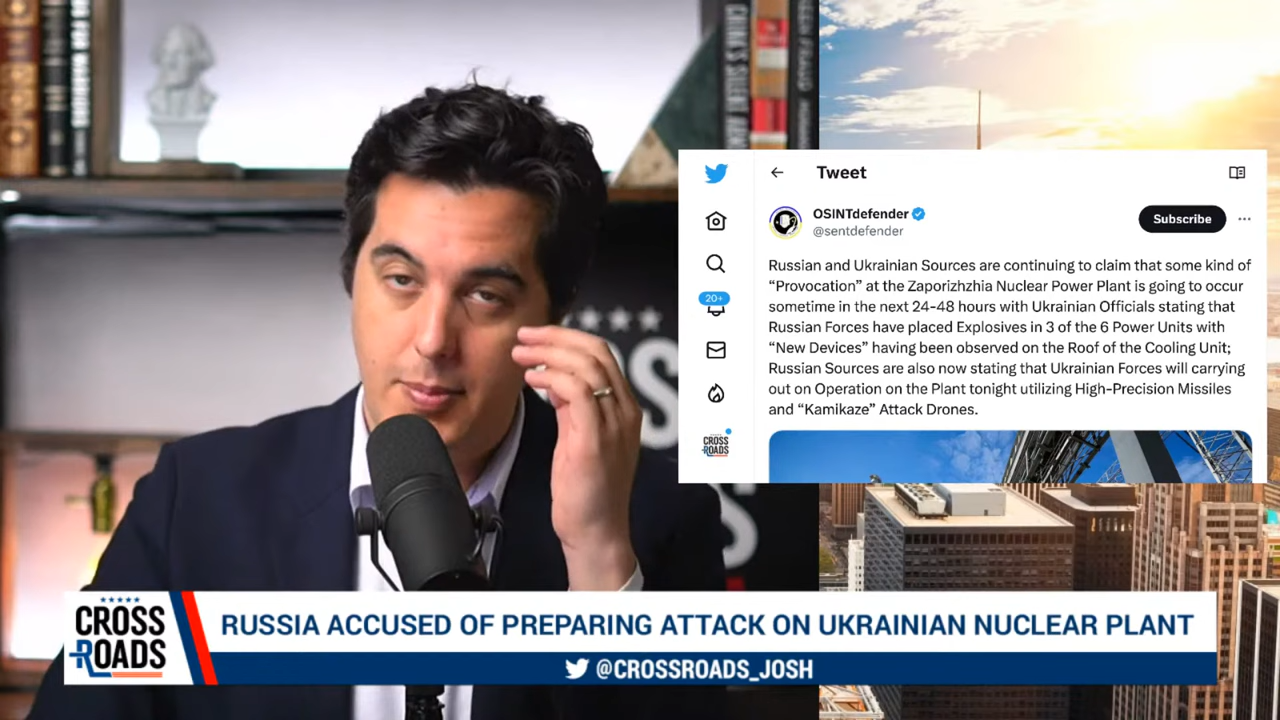 CHINA'S SILENT
Tweet
OSINTdefender
@sentdefender
Subscribe
Russian and Ukrainian Sources are continuing to claim that some kind of
“Provocation” at the Zaporizhzhia Nuclear Power Plant is going to occur
sometime in the next 24-48 hours with Ukrainian Officials stating that
Russian Forces have placed Explosives in 3 of the 6 Power Units with
“New Devices” having been observed on the Roof of the Cooling Unit;
Russian Sources are also now stating that Ukrainian Forces will carrying
out on Operation on the Plant tonight utilizing High-Precision Missiles
and “Kamikaze” Attack Drones.
20+
CROSS
ROADS
CROSS
ROADS
RUSSIA ACCUSED OF PREPARING ATTACK ON UKRAINIAN NUCLEAR PLANT
@CROSSROADS_JOSH